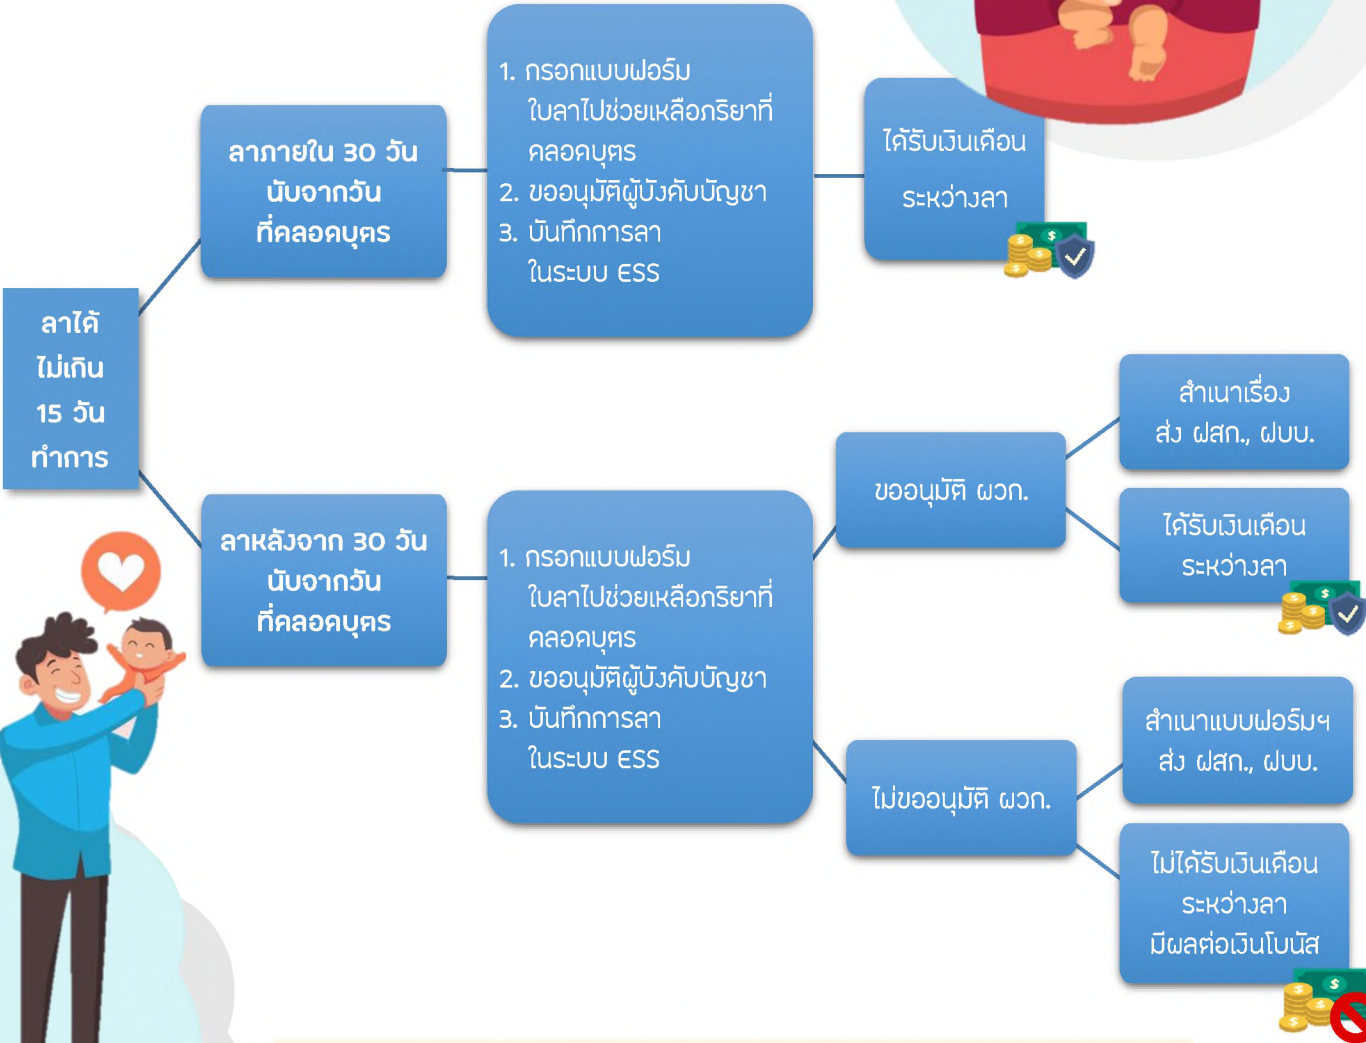 ลาได้
ไม่เกิน
15 วัน
ทำการ
ลาภายใน 30 วัน
นับจากวัน
ที่คลอดบุตร
1. กรอกแบบฟอร์ม
ใบลาไปช่วยเหลือภริยาที่
คลอดบุตร
2. ขออนุมัติผู้บังคับบัญชา
3. บันทึกการลา
ในระบบ ESS
ได้รับเงินเดือน
ระหว่างลา
ลาหลังจาก 30 วัน
นับจากวัน
ที่คลอดบุตร
1. กรอกแบบฟอร์ม
ใบลาไปช่วยเหลือภริยาที่
คลอดบุตร
2. ขออนุมัติผู้บังคับบัญชา
3. บันทึกการลา
ในระบบ ESS
ขออนุมัติ ผวก.
สำเนาเรื่อง
ส่ง ฝสก., ฝบบ.
ได้รับเงินเดือน
ระหว่างลา
ไม่ขออนุมัติ ผวก.
สำเนาแบบฟอร์มฯ
ส่ง ฝสก., ฝบบ.
ไม่ได้รับเงินเดือน
ระหว่างลา
มีผลต่อเงินโบนัส